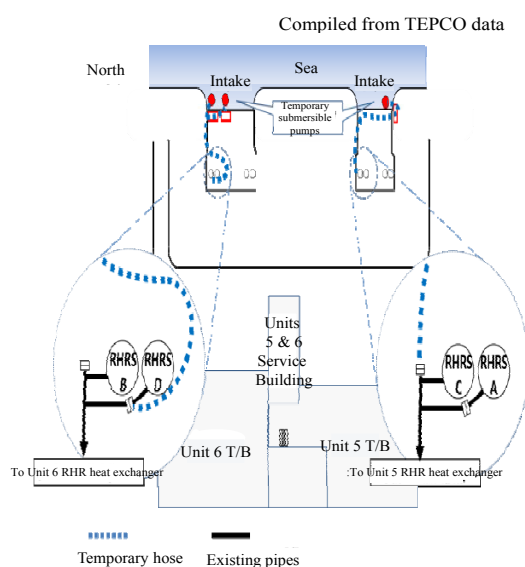 Compiled from TEPCO data
North
Sea
Intake
Intake
Temporary
submersible
pumps
RHRS
B
RHRS
D
Units
5 & 6
Service
Building
RHRS
C
RHRS
A
Unit 6 T/B
Unit 5 T/B
To Unit 6 RHR heat exchanger
:To Unit 5 RHR heat exchanger
Temporary hose
Existing pipes